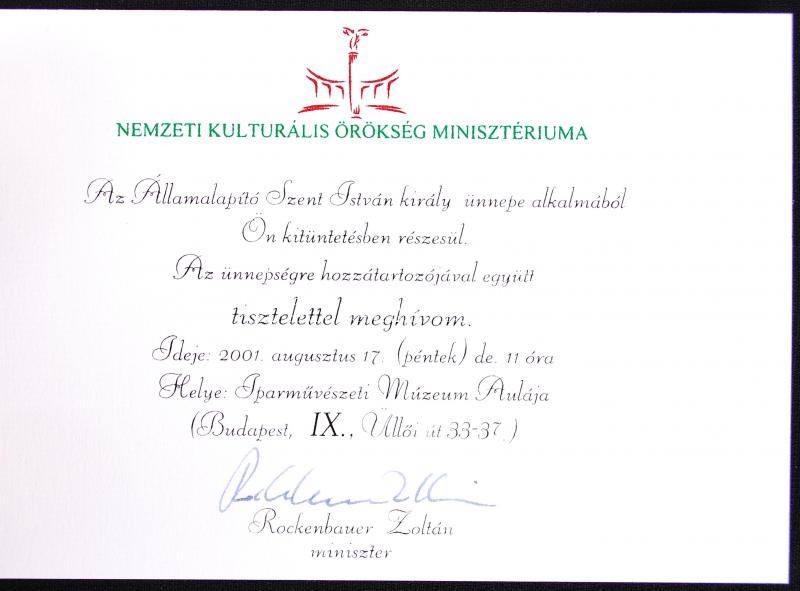 NEMZETI KULTURÁLIS ÖRÖKSÉG MINISZTÉRIUMA
Az Államalapító Szent István király ünnepe alkalmából
Ön kitüntetésben részesül.
Az ünnepségre hozzátartozójával együtt
tisztelettel meghívom.
Ideje: 2001. augusztus 17. (péntek) de. 11 óra
Helye: Iparművészeti Múzeum Aulája
(Budapest, IX., Üllői út 33-37.)
Rockenbauer Zoltán
miniszter